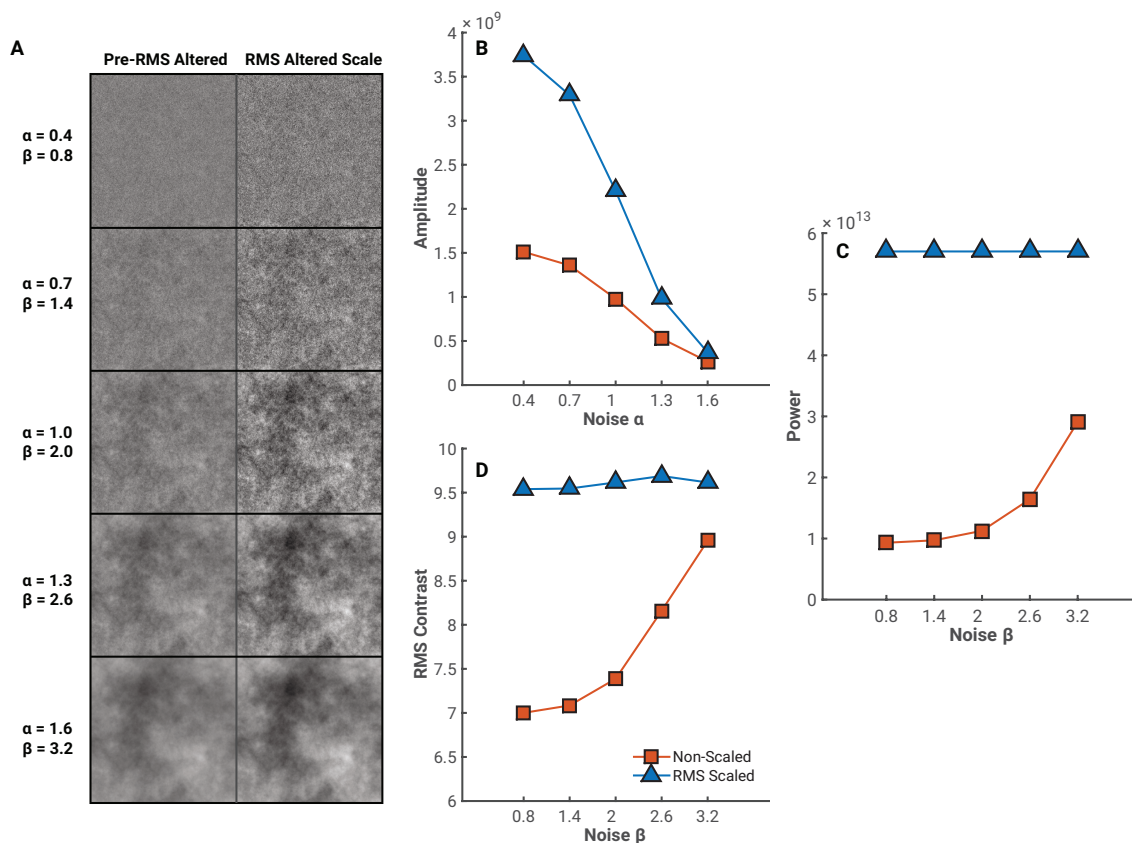 A
Pre-RMS Altered
RMS Altered Scale
α = 0.4
β = 0.8
α = 0.7
β = 1.4
α = 1.0
β = 2.0
α = 1.3
β = 2.6
α = 1.6
β = 3.2
B
× 10⁹
4
3.5
3
2.5
2
1.5
1
0.5
0
Amplitude
0.4 0.7 1 1.3 1.6
Noise α
C
× 10¹³
6
5
4
3
2
1
0
Power
0.8 1.4 2 2.6 3.2
Noise β
D
10
9.5
9
8.5
8
7.5
7
6.5
6
RMS Contrast
Non-Scaled
RMS Scaled
0.8 1.4 2 2.6 3.2
Noise β